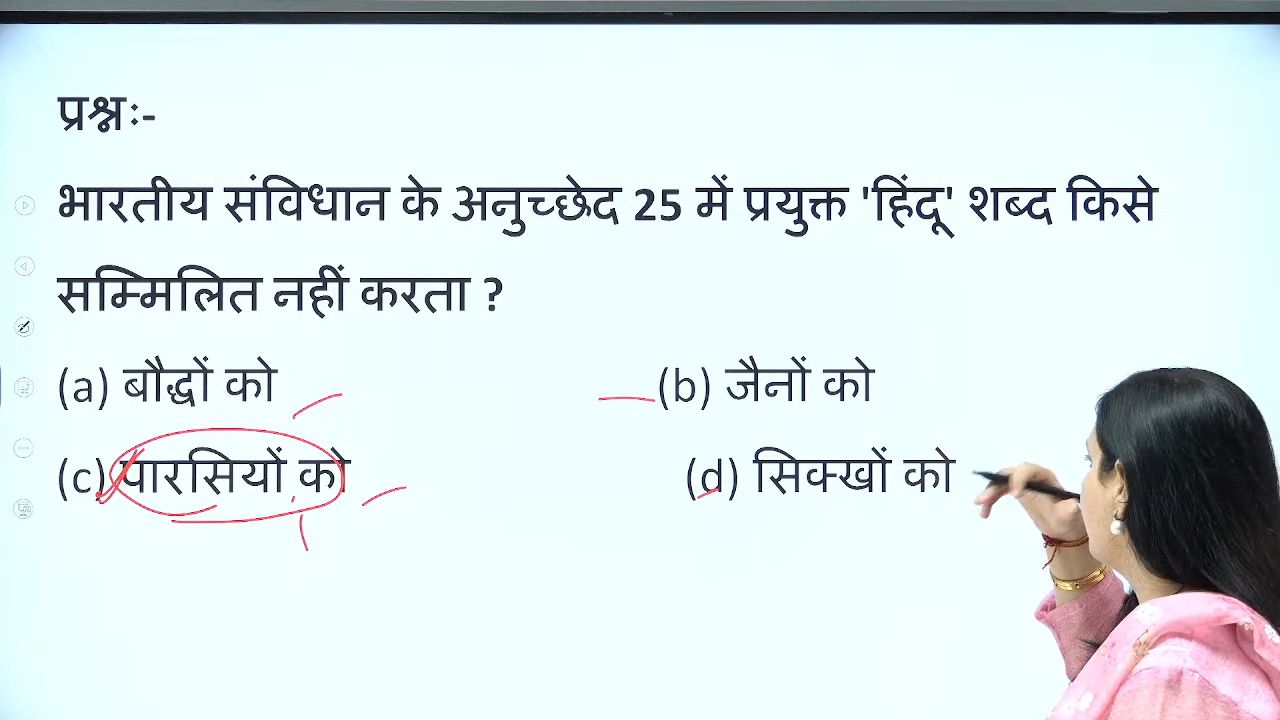 प्रश्नः-
भारतीय संविधान के अनुच्छेद 25 में प्रयुक्त 'हिंदू' शब्द किसे
सम्मिलित नहीं करता ?
(a) बौद्धों को (b) जैनों को
(c) पारसियों को (d) सिक्खों को